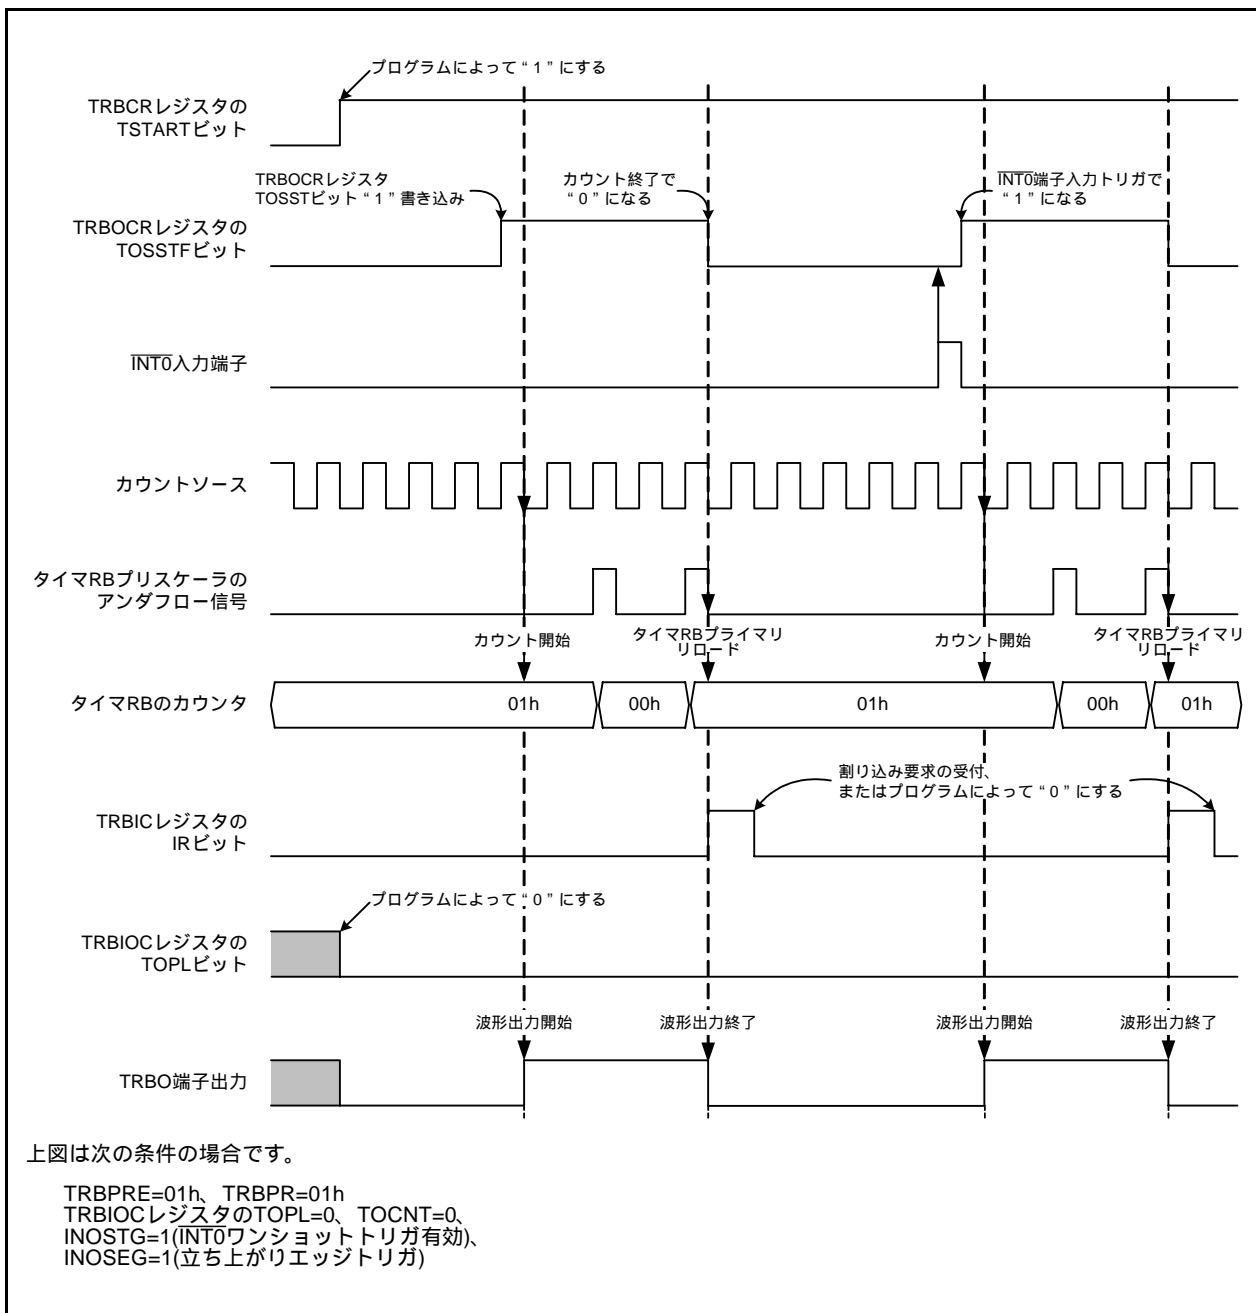 プログラムによって“1”にする
TRBCRレジスタの
TSTARTビット
TRBOCRレジスタ
TOSSTビット“1”書き込み
カウント終了で
“0”になる
INT0端子入力トリガで
“1”になる
TRBOCRレジスタの
TOSSTFビット
INT0入力端子
カウントソース
タイマRBプリスケーラの
アンダフロー信号
カウント開始
タイマRBプライマリ
リロード
カウント開始
タイマRBプライマリ
リロード
タイマRBのカウンタ
01h
00h
01h
00h
01h
割り込み要求の受付、
またはプログラムによって“0”にする
TRBICレジスタの
IRビット
プログラムによって“0”にする
TRBIOCレジスタの
TOPLビット
波形出力開始
波形出力終了
波形出力開始
波形出力終了
TRBO端子出力
上図は次の条件の場合です。
TRBPRE=01h、TRBPR=01h
TRBIOCレジスタのTOPL=0、TOCNT=0、
INOSTG=1(INT0ワンショットトリガ有効)、
INOSEG=1(立ち上がりエッジトリガ)